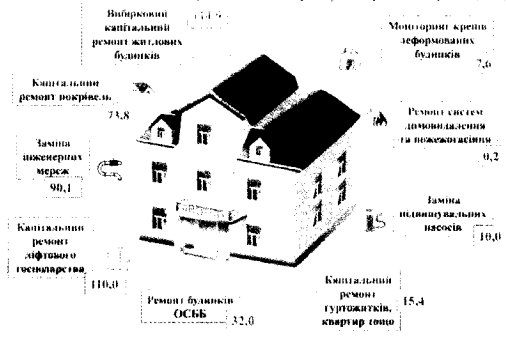 Вибірковий
капітальний
ремонт житлових
будинків
Моніторинг кренів
деформованих
будинків
7,6
Капітальний
ремонт покрівель
73,8
Ремонт систем
димовидалення
та пожежогасіння
0,2
Заміна
інженерних
мереж
90,1
Заміна
підвищувальних
насосів
10,0
Капітальний
ремонт
ліфтового
господарства
110,0
Ремонт будинків
ОСББ
32,0
Капітальний
ремонт
гуртожитків,
квартир тощо
15,4